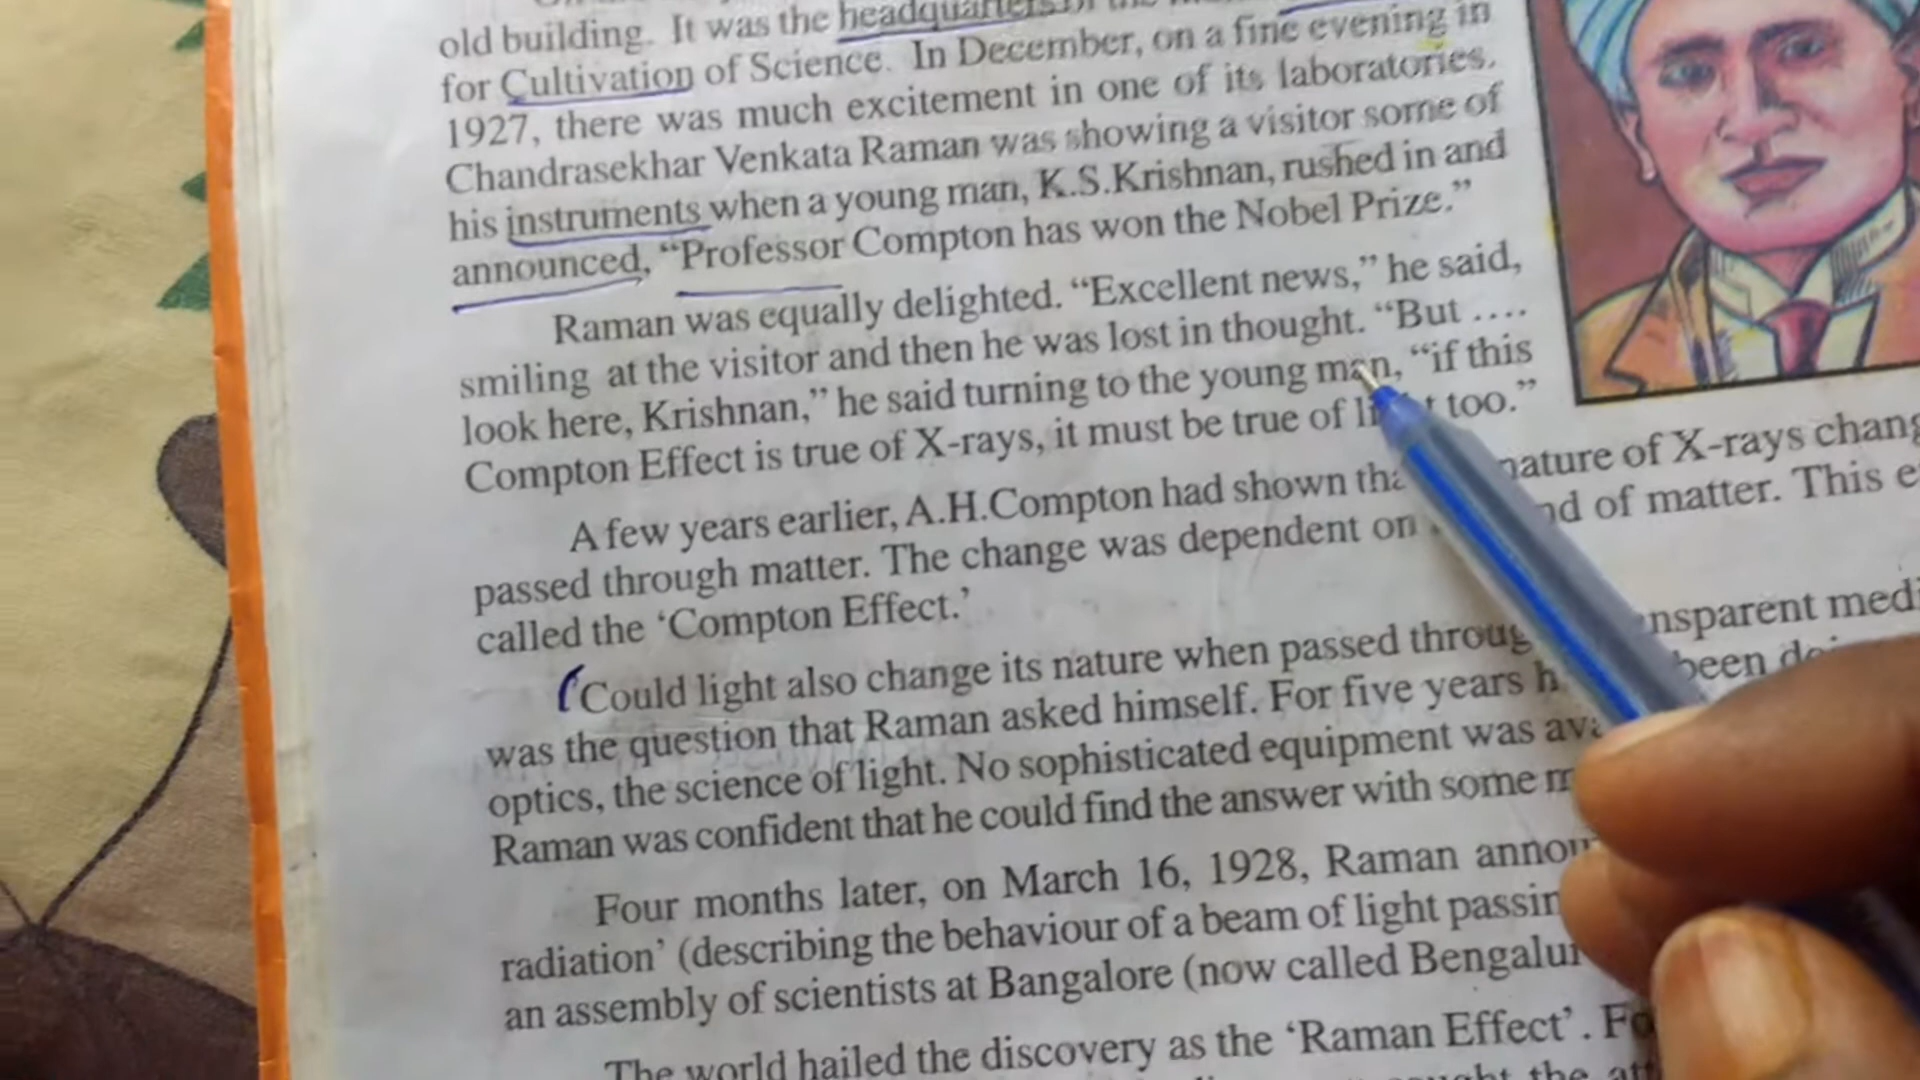 old building. It was the headquarters of the
for Cultivation of Science. In December, on a fine evening in
1927, there was much excitement in one of its laboratories.
Chandrasekhar Venkata Raman was showing a visitor some of
his instruments when a young man, K.S.Krishnan, rushed in and
announced, “Professor Compton has won the Nobel Prize.”
Raman was equally delighted. “Excellent news,” he said,
smiling at the visitor and then he was lost in thought. “But ....
look here, Krishnan,” he said turning to the young man, “if this
Compton Effect is true of X-rays, it must be true of too.”
A few years earlier, A.H.Compton had shown nature of X-rays
passed through matter. The change was dependent on of matter. This
called the ‘Compton Effect.’
Could light also change its nature when passed
was the question that Raman asked himself. For five years been
optics, the science of light. No sophisticated equipment was
Raman was confident that he could find the answer with some
Four months later, on March 16, 1928, Raman
radiation’ (describing the behaviour of a beam of light
an assembly of scientists at Bangalore (now called
The world hailed the discovery as the ‘Raman Effect’.
the